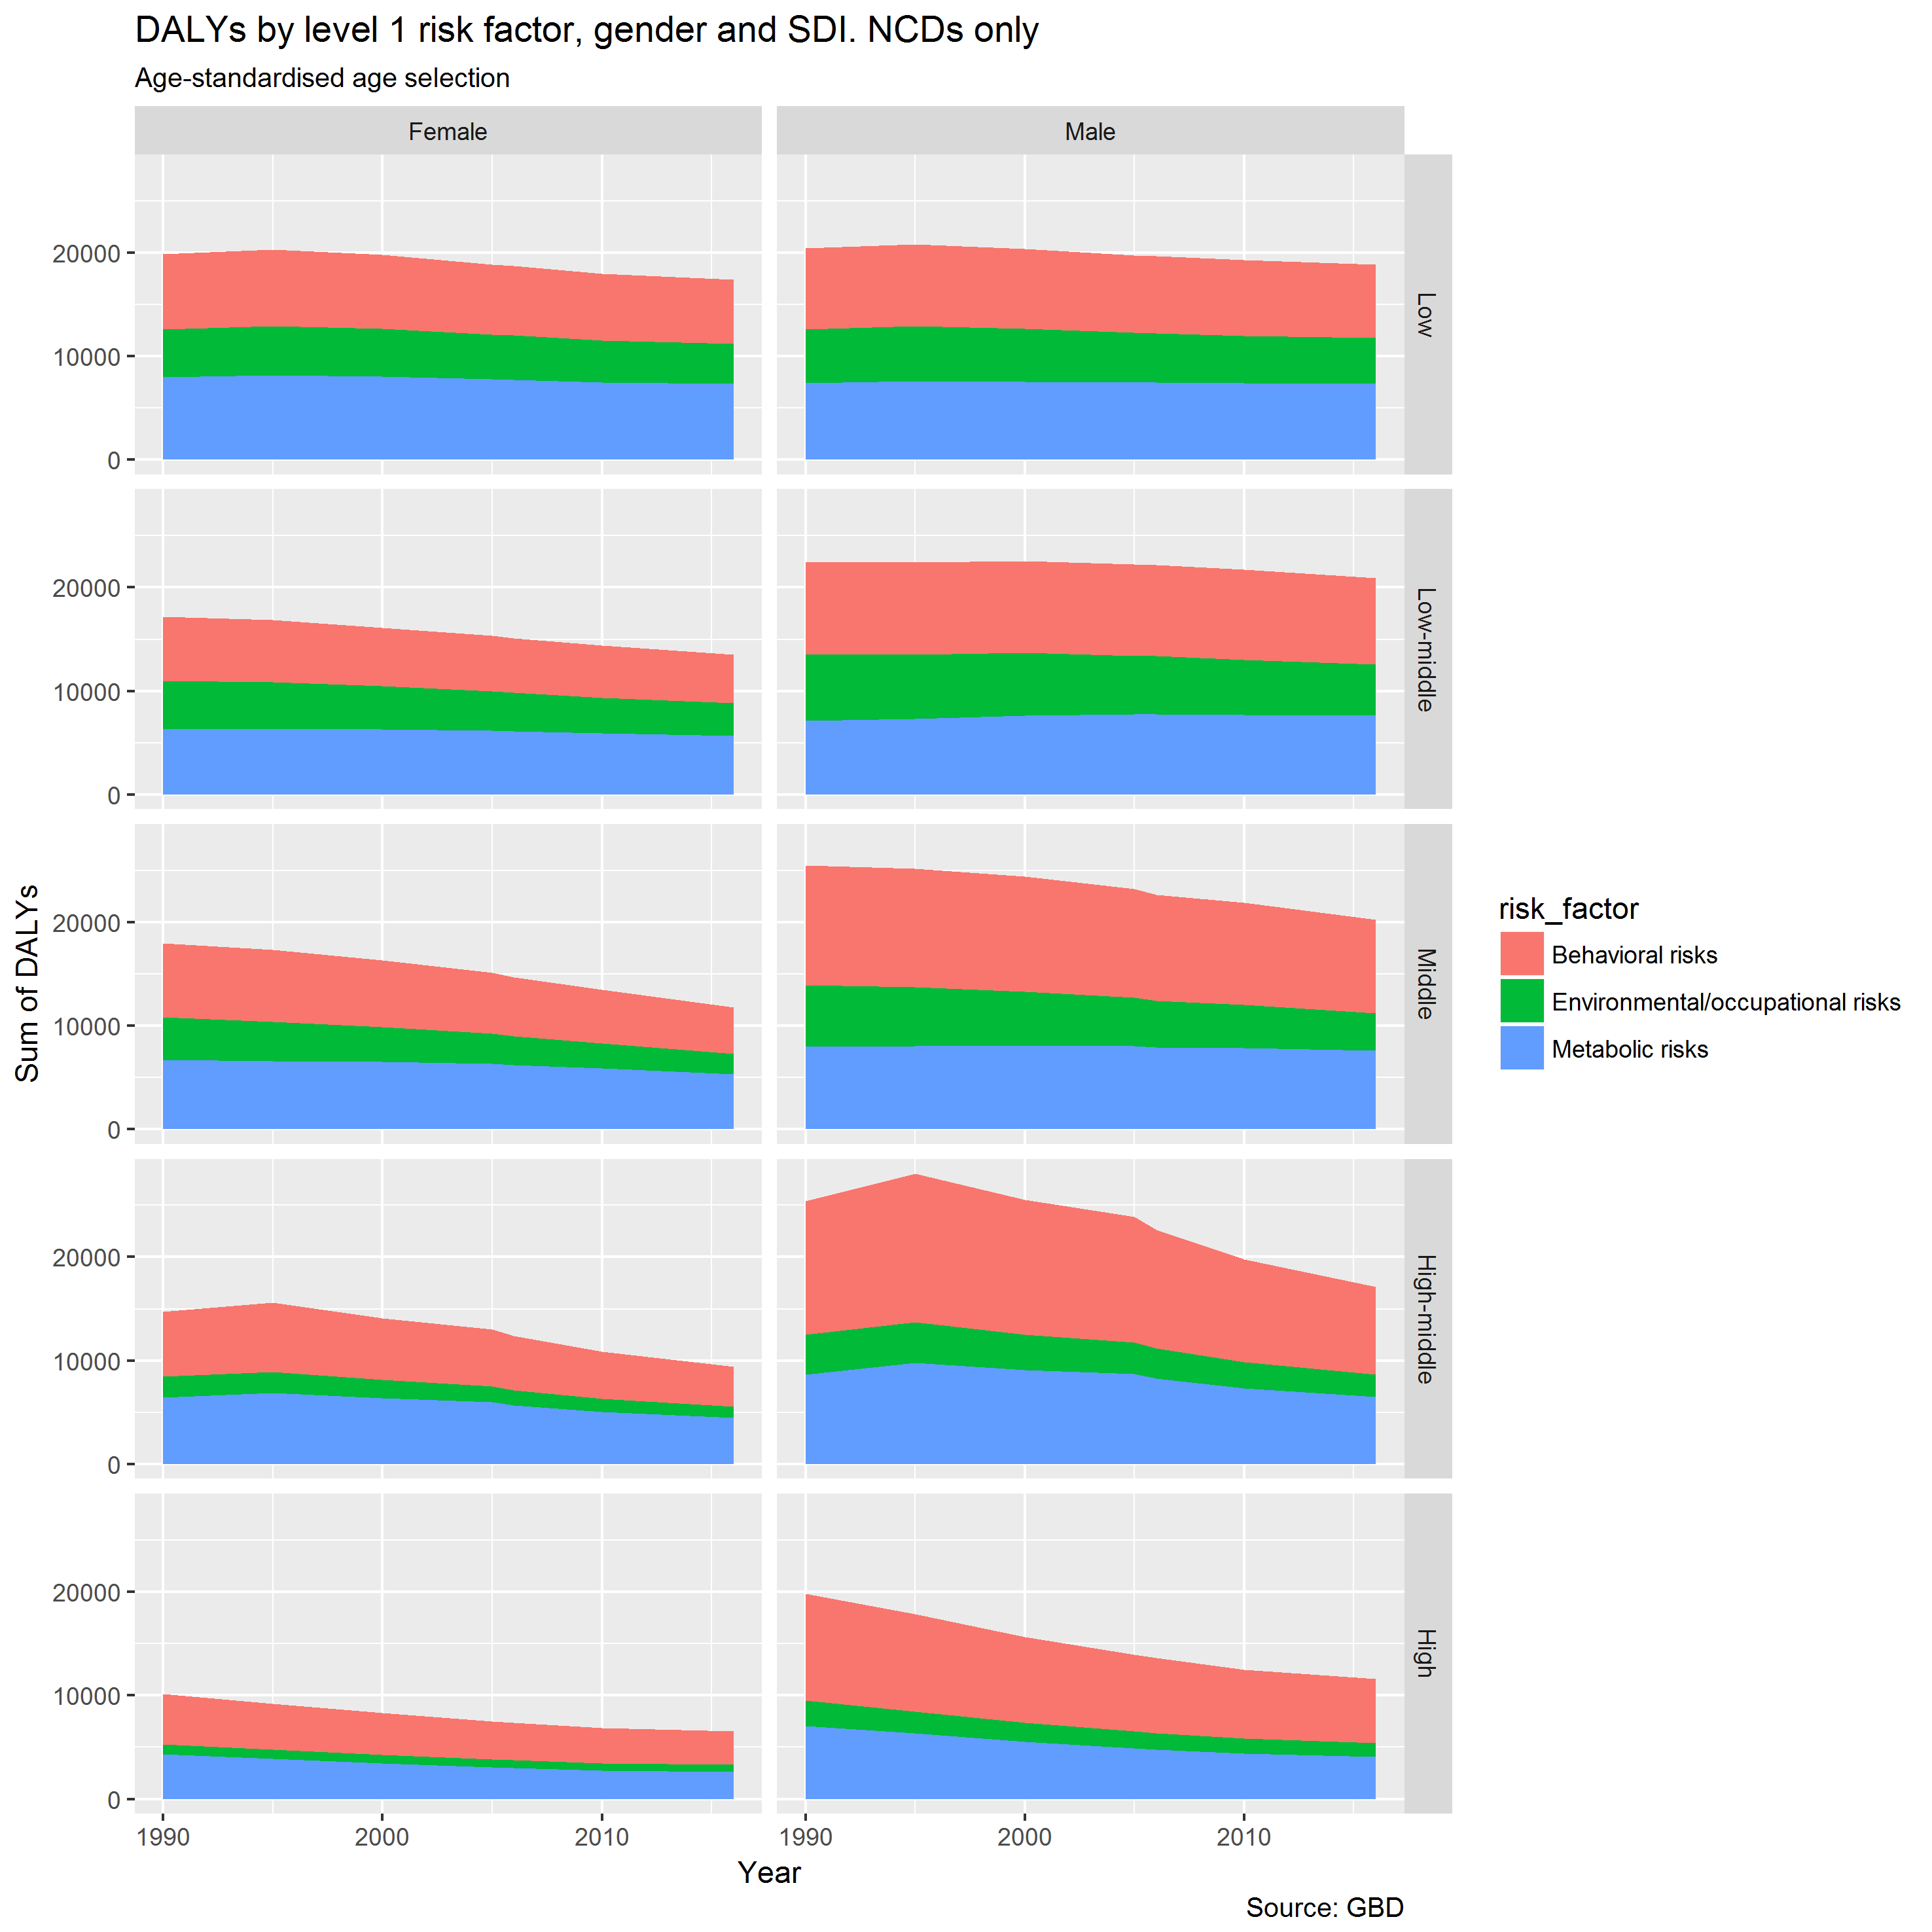 DALYs by level 1 risk factor, gender and SDI. NCDs only
Age-standardised age selection
Female
Male
20000
10000
0
Low
20000
10000
0
Low-middle
20000
10000
0
Middle
20000
10000
0
High-middle
20000
10000
0
High
Sum of DALYs
1990
2000
2010
1990
2000
2010
Year
risk_factor
Behavioral risks
Environmental/occupational risks
Metabolic risks
Source: GBD